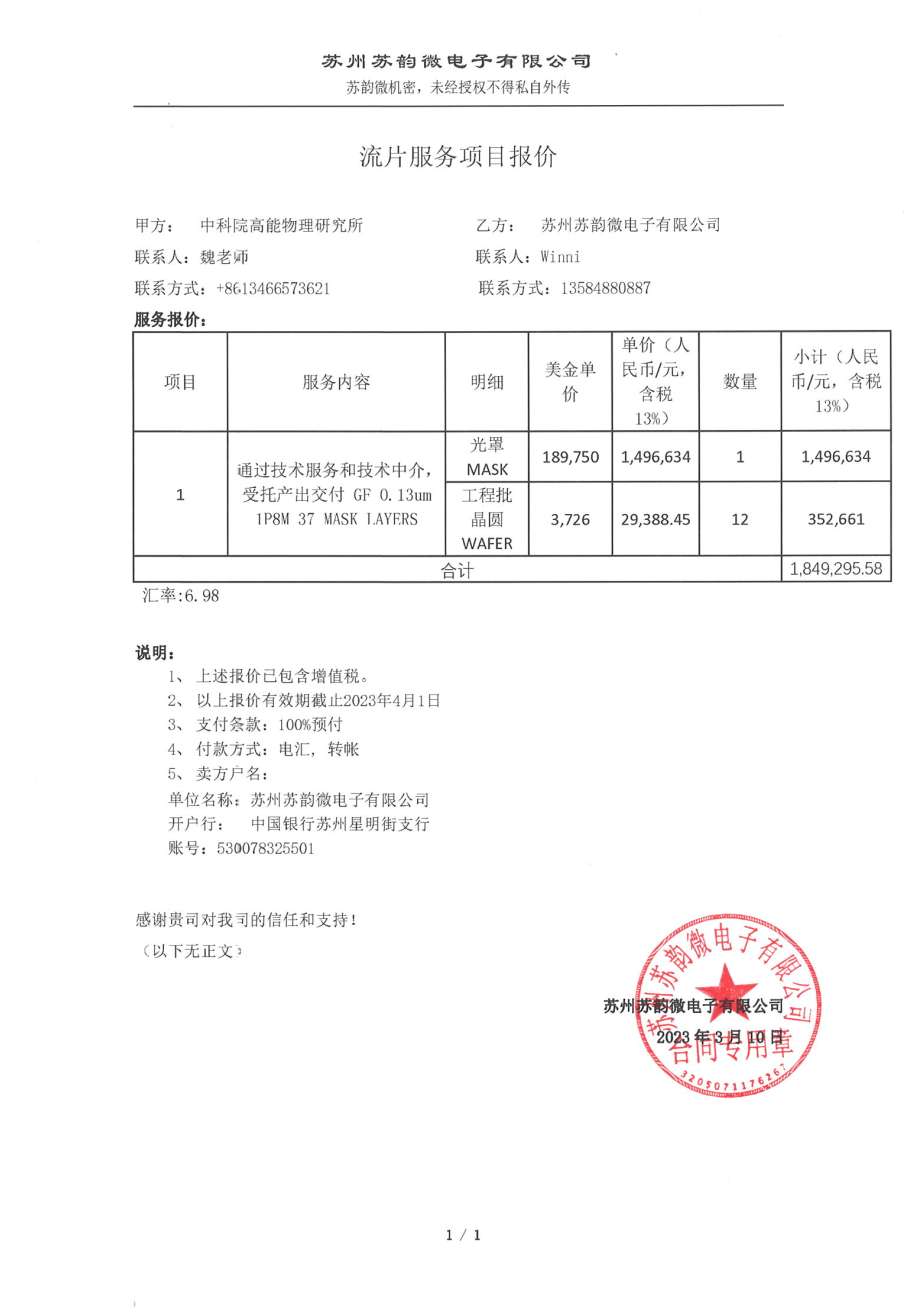 苏州苏韵微电子有限公司
苏韵微机密，未经授权不得私自外传
流片服务项目报价
甲方： 中科院高能物理研究所 乙方： 苏州苏韵微电子有限公司
联系人：魏老师 联系人：Winni
联系方式：+8613466573621 联系方式：13584880887
服务报价：
项目 服务内容 明细 美金单价 单价（人民币/元，含税13%） 数量 小计（人民币/元，含税13%）
1 通过技术服务和技术中介，受托产出交付 GF 0.13um 1P8M 37 MASK LAYERS 光罩 MASK 189,750 1,496,634 1 1,496,634
工程批晶圆 WAFER 3,726 29,388.45 12 352,661
合计 1,849,295.58
汇率:6.98
说明：
1、 上述报价已包含增值税。
2、 以上报价有效期截止2023年4月1日
3、 支付条款：100%预付
4、 付款方式：电汇，转帐
5、 卖方户名：
单位名称：苏州苏韵微电子有限公司
开户行： 中国银行苏州星明街支行
账号：530078325501
感谢贵司对我司的信任和支持！
（以下无正文）
苏州苏韵微电子有限公司
2023 年 3 月 10 日
苏州苏韵微电子有限公司
合同专用章
3205071176267
1 / 1